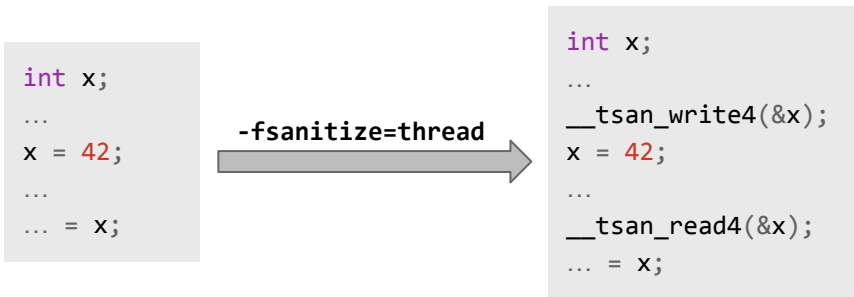 int x;
…
x = 42;
…
… = x;
-fsanitize=thread
int x;
…
__tsan_write4(&x);
x = 42;
…
__tsan_read4(&x);
… = x;